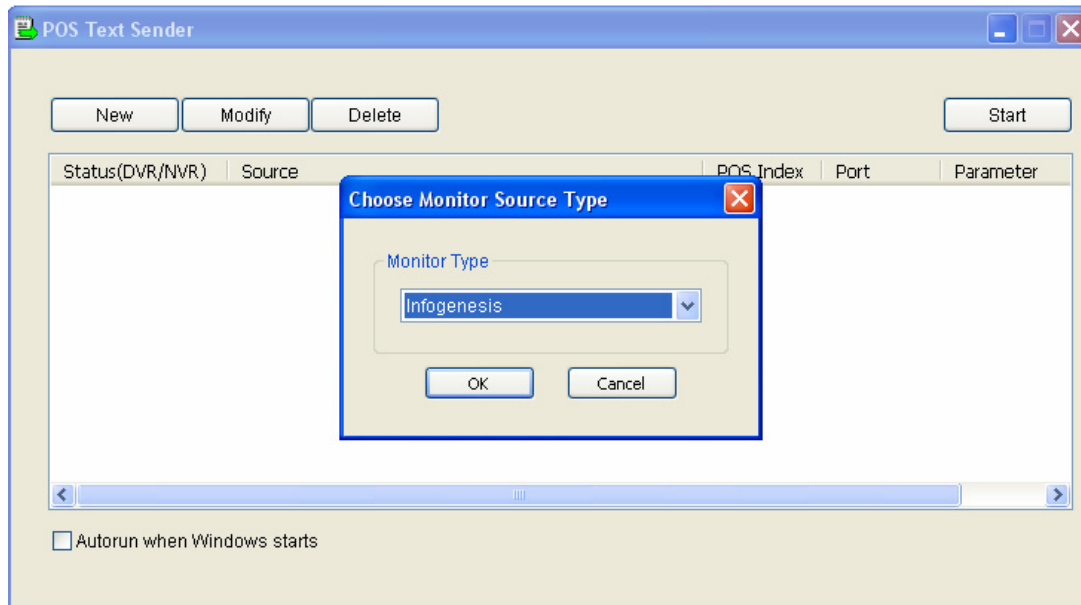 POS Text Sender
New Modify Delete Start
Status(DVR/NVR) Source POS Index Port Parameter
Choose Monitor Source Type
Monitor Type
Infogenesis
OK Cancel
Autorun when Windows starts